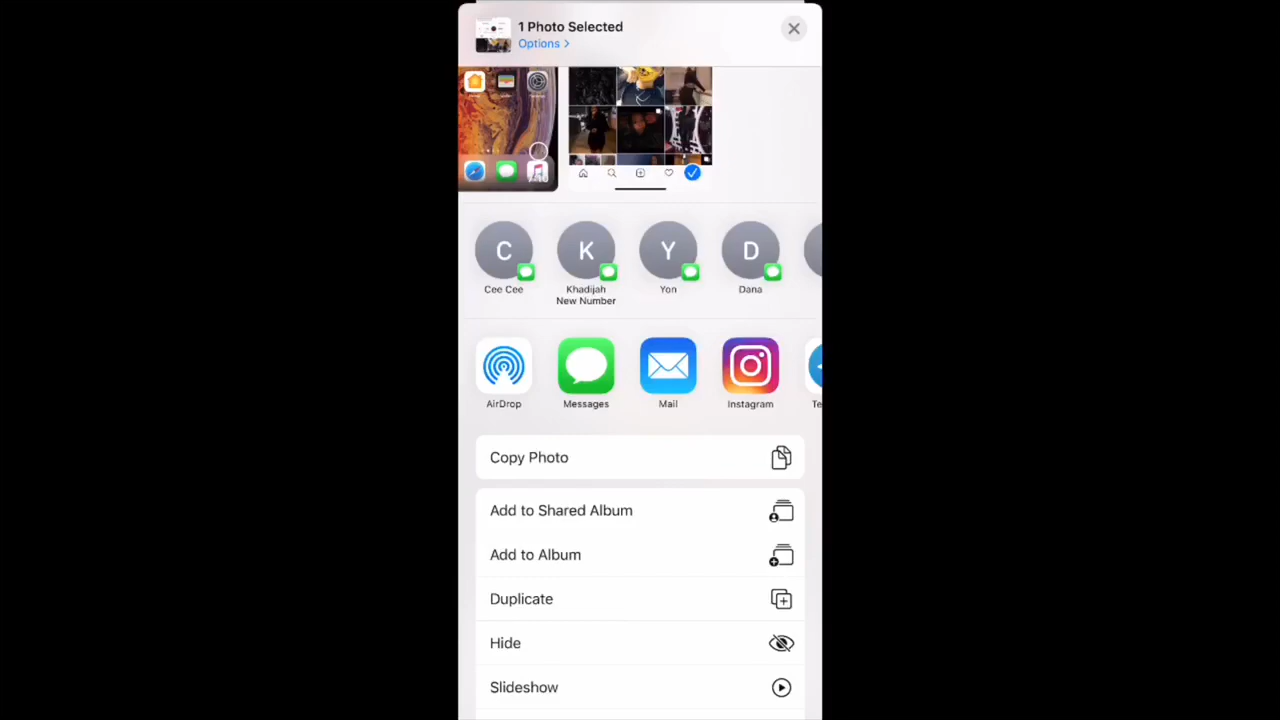 1 Photo Selected
Options >
C
K
Y
D
Cee Cee
Khadijah
New Number
Yon
Dana
AirDrop
Messages
Mail
Instagram
Te
Copy Photo
Add to Shared Album
Add to Album
Duplicate
Hide
Slideshow